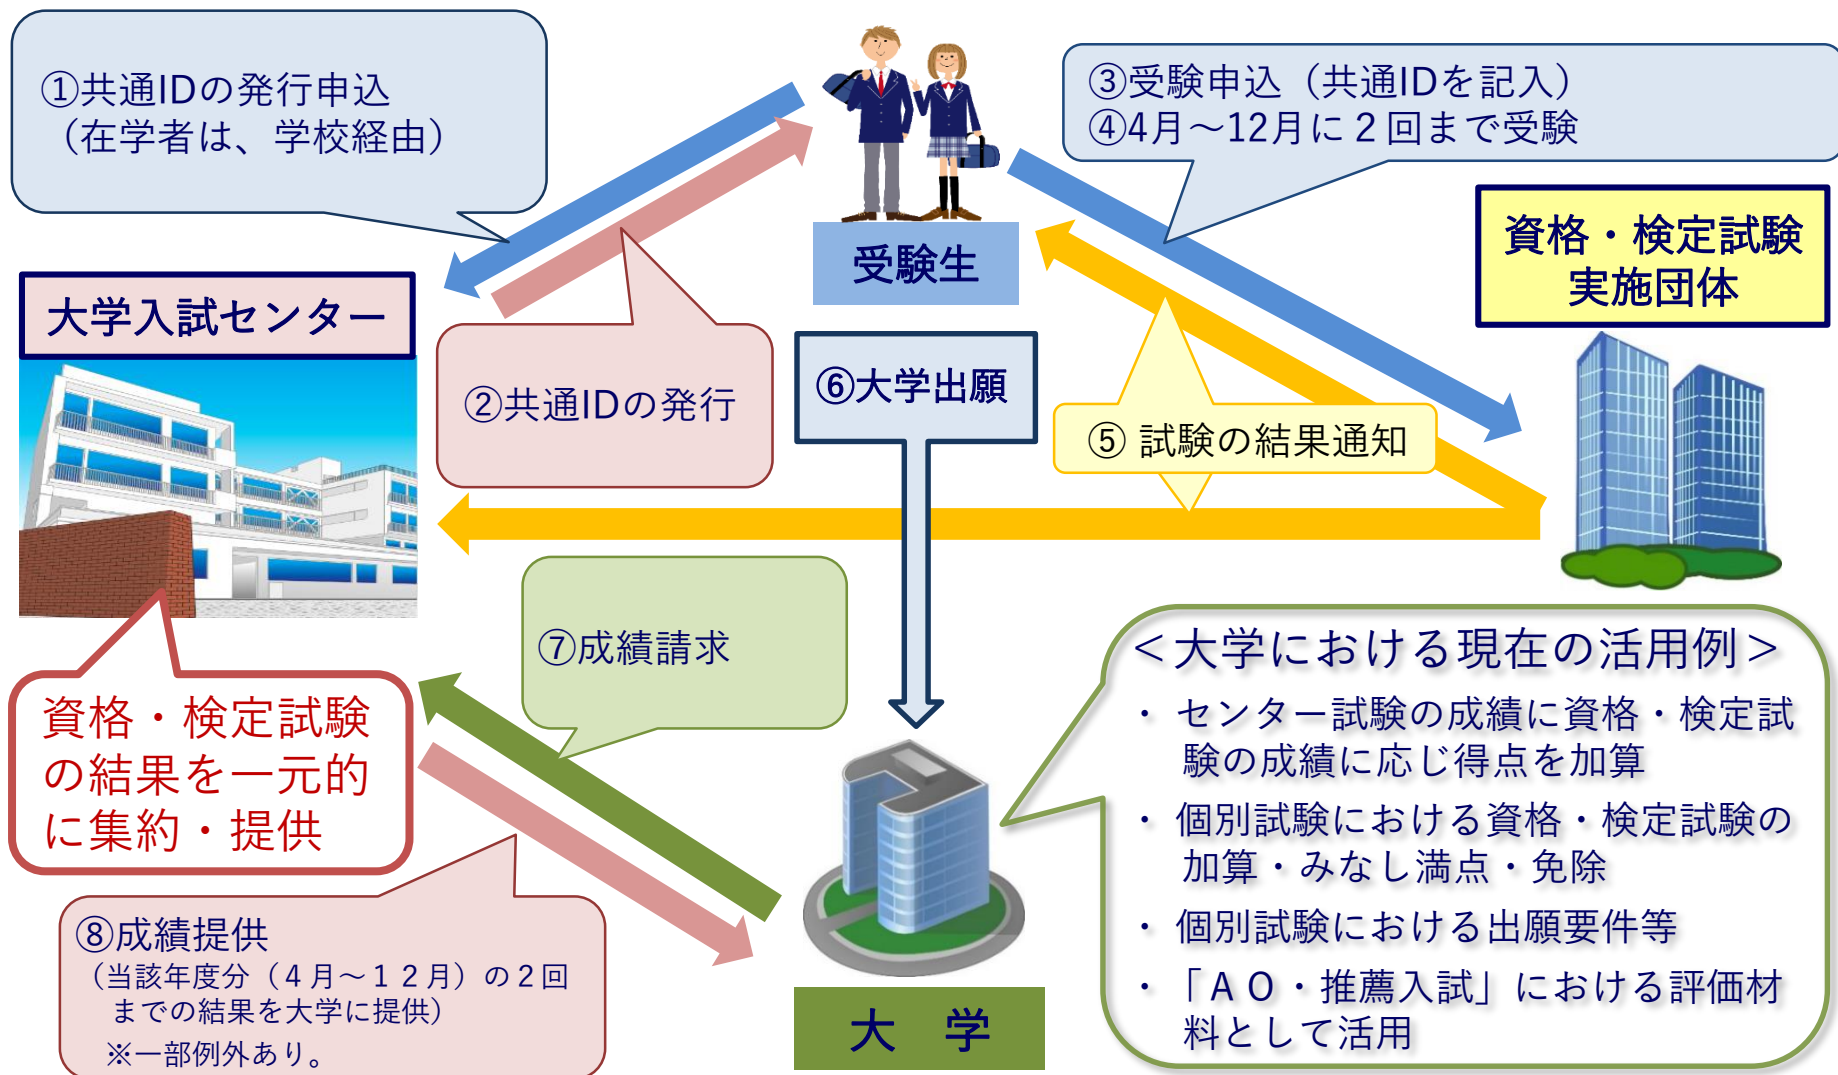 ①共通IDの発行申込
（在学者は、学校経由）
③受験申込（共通IDを記入）
④4月～12月に２回まで受験
受験生
資格・検定試験
実施団体
大学入試センター
②共通IDの発行
⑥大学出願
⑤ 試験の結果通知
⑦成績請求
資格・検定試験
の結果を一元的
に集約・提供
⑧成績提供
（当該年度分（４月～１２月）の２回
までの結果を大学に提供）
※一部例外あり。
大　学
＜大学における現在の活用例＞
・ センター試験の成績に資格・検定試
験の成績に応じ得点を加算
・ 個別試験における資格・検定試験の
加算・みなし満点・免除
・ 個別試験における出願要件等
・ 「ＡＯ・推薦入試」における評価材
料として活用